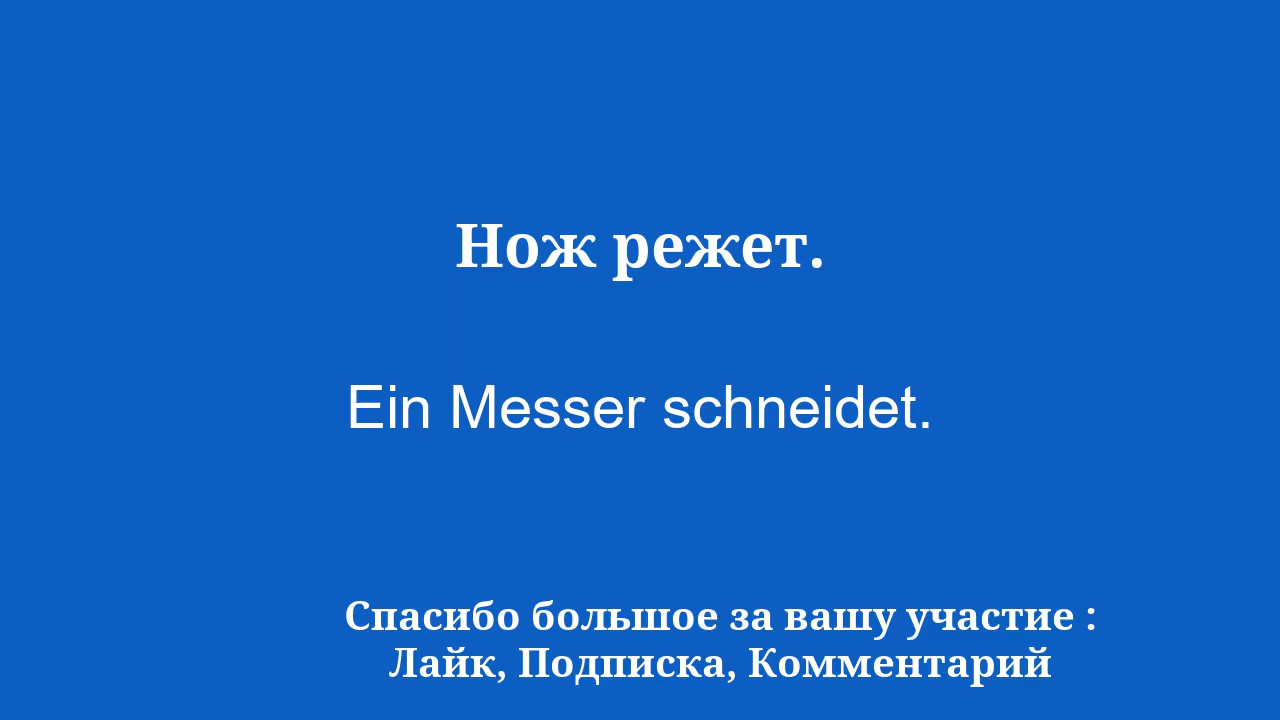 Нож режет.
Ein Messer schneidet.
Спасибо большое за вашу участие :
Лайк, Подписка, Комментарий